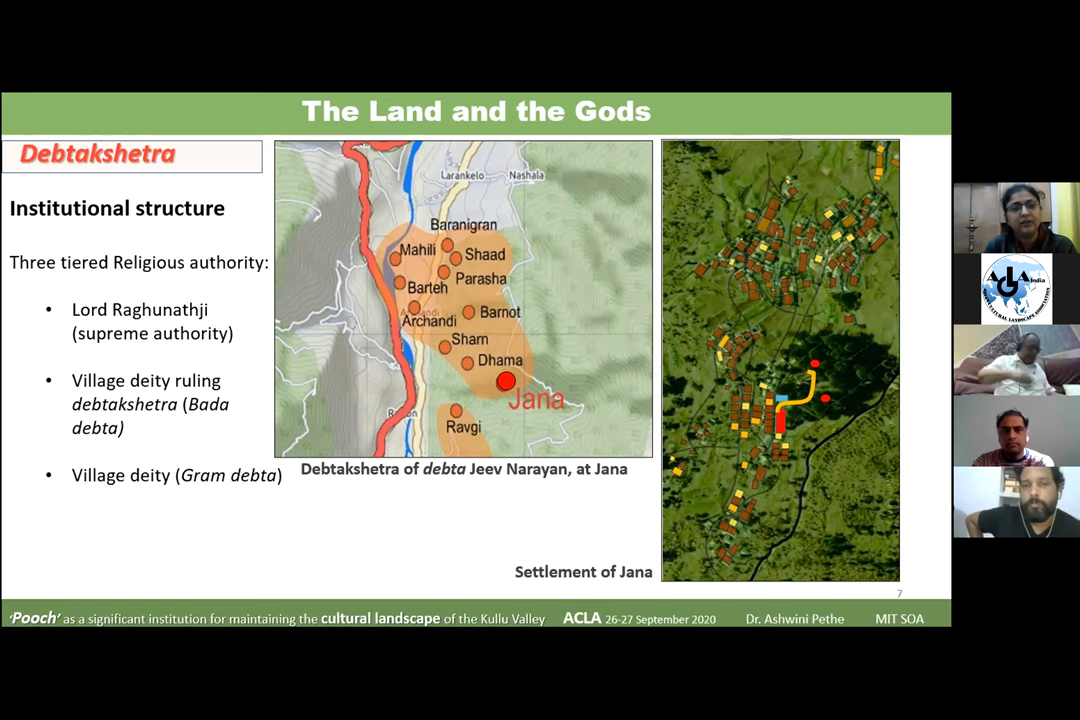 The Land and the Gods
Debtakshetra
Institutional structure
Three tiered Religious authority:
• Lord Raghunathji
(supreme authority)
• Village deity ruling
debtakshetra (Bada
debta)
• Village deity (Gram debta)
Larankelo
Nashala
Baranigran
Mahili
Shaad
Parasha
Barteh
Barnot
Archandi
Sharn
Dhama
Jana
Ravgi
Debtakshetra of debta Jeev Narayan, at Jana
Settlement of Jana
7
'Pooch' as a significant institution for maintaining the cultural landscape of the Kullu Valley
ACLA 26-27 September 2020
Dr. Ashwini Pethe
MIT SOA
ACLA
India